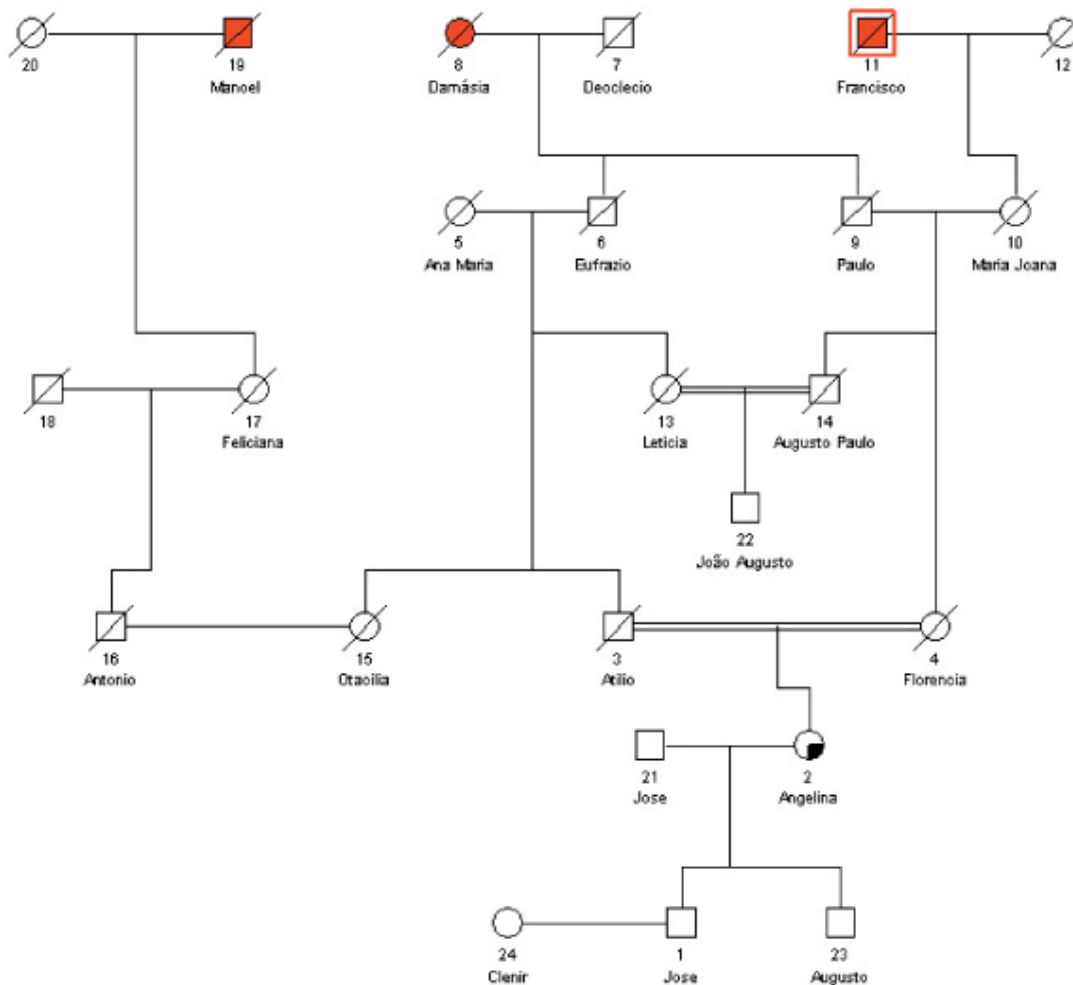 20
19
Manoel
8
Damásia
7
Deoclecio
11
Francisco
12
5
Ana Maria
6
Eufrazio
9
Paulo
10
Maria Joana
18
17
Feliciana
13
Leticia
14
Augusto Paulo
22
João Augusto
16
Antonio
15
Otacilia
3
Atilio
4
Florencia
21
Jose
2
Angelina
24
Clenir
1
Jose
23
Augusto